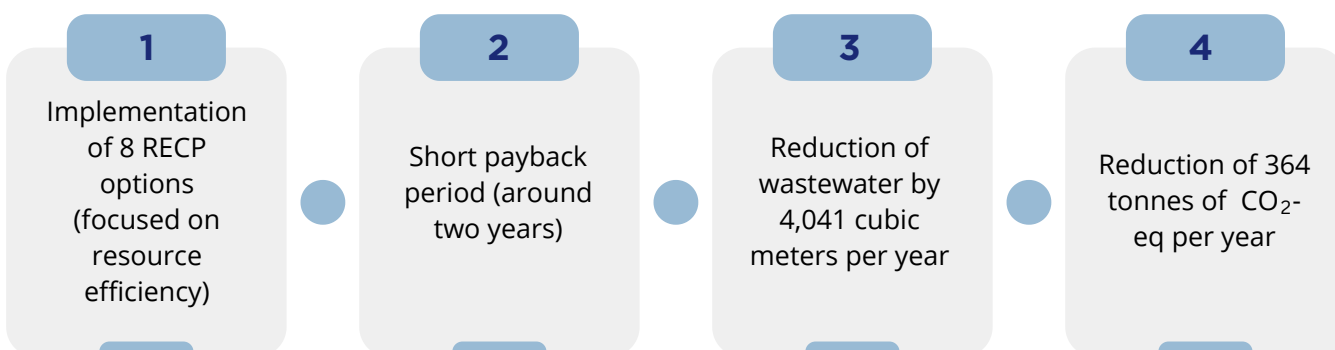 1
Implementation
of 8 RECP
options
(focused on
resource
efficiency)
2
Short payback
period (around
two years)
3
Reduction of
wastewater by
4,041 cubic
meters per year
4
Reduction of 364
tonnes of CO₂-
eq per year